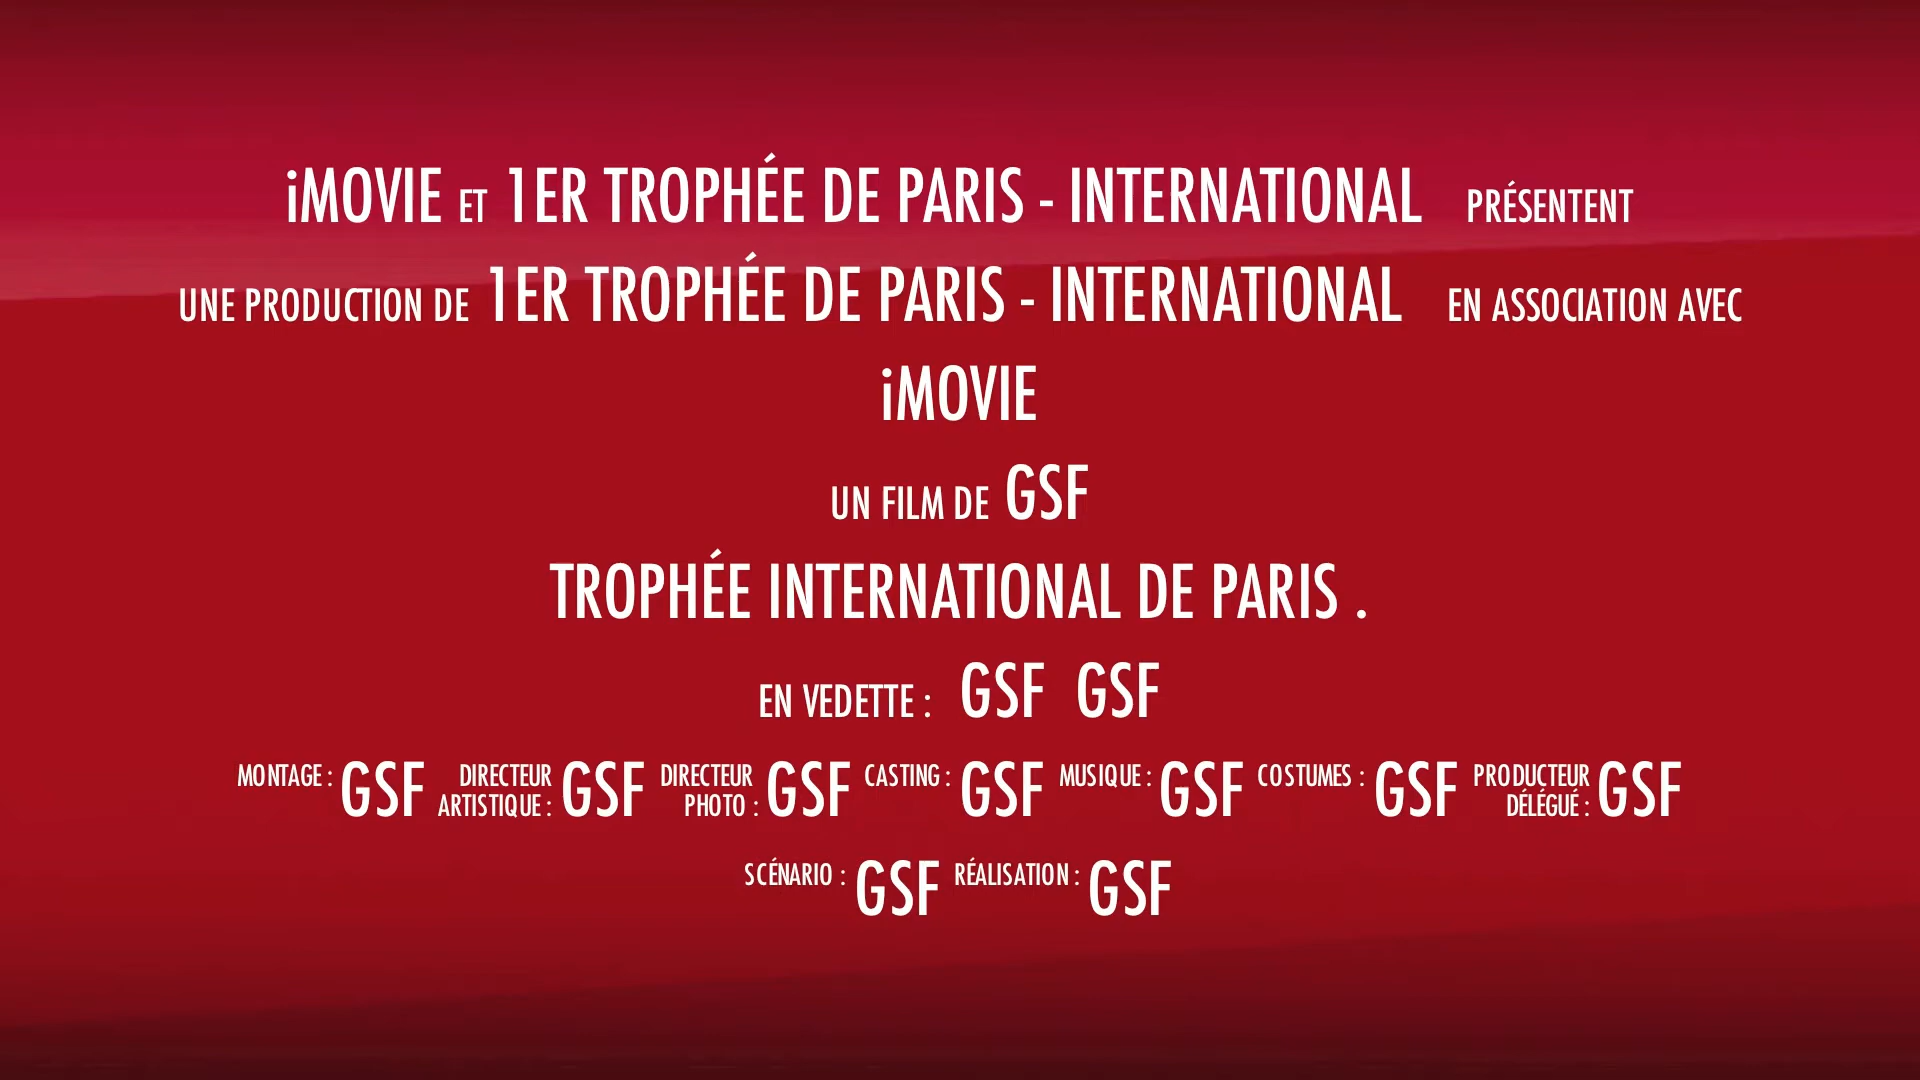 iMOVIE ET 1ER TROPHÉE DE PARIS - INTERNATIONAL PRÉSENTENT
UNE PRODUCTION DE 1ER TROPHÉE DE PARIS - INTERNATIONAL EN ASSOCIATION AVEC
iMOVIE
UN FILM DE GSF
TROPHÉE INTERNATIONAL DE PARIS .
EN VEDETTE : GSF GSF
MONTAGE : GSF DIRECTEUR ARTISTIQUE : GSF DIRECTEUR PHOTO : GSF CASTING : GSF MUSIQUE : GSF COSTUMES : GSF PRODUCTEUR DÉLÉGUÉ : GSF
SCÉNARIO : GSF RÉALISATION : GSF